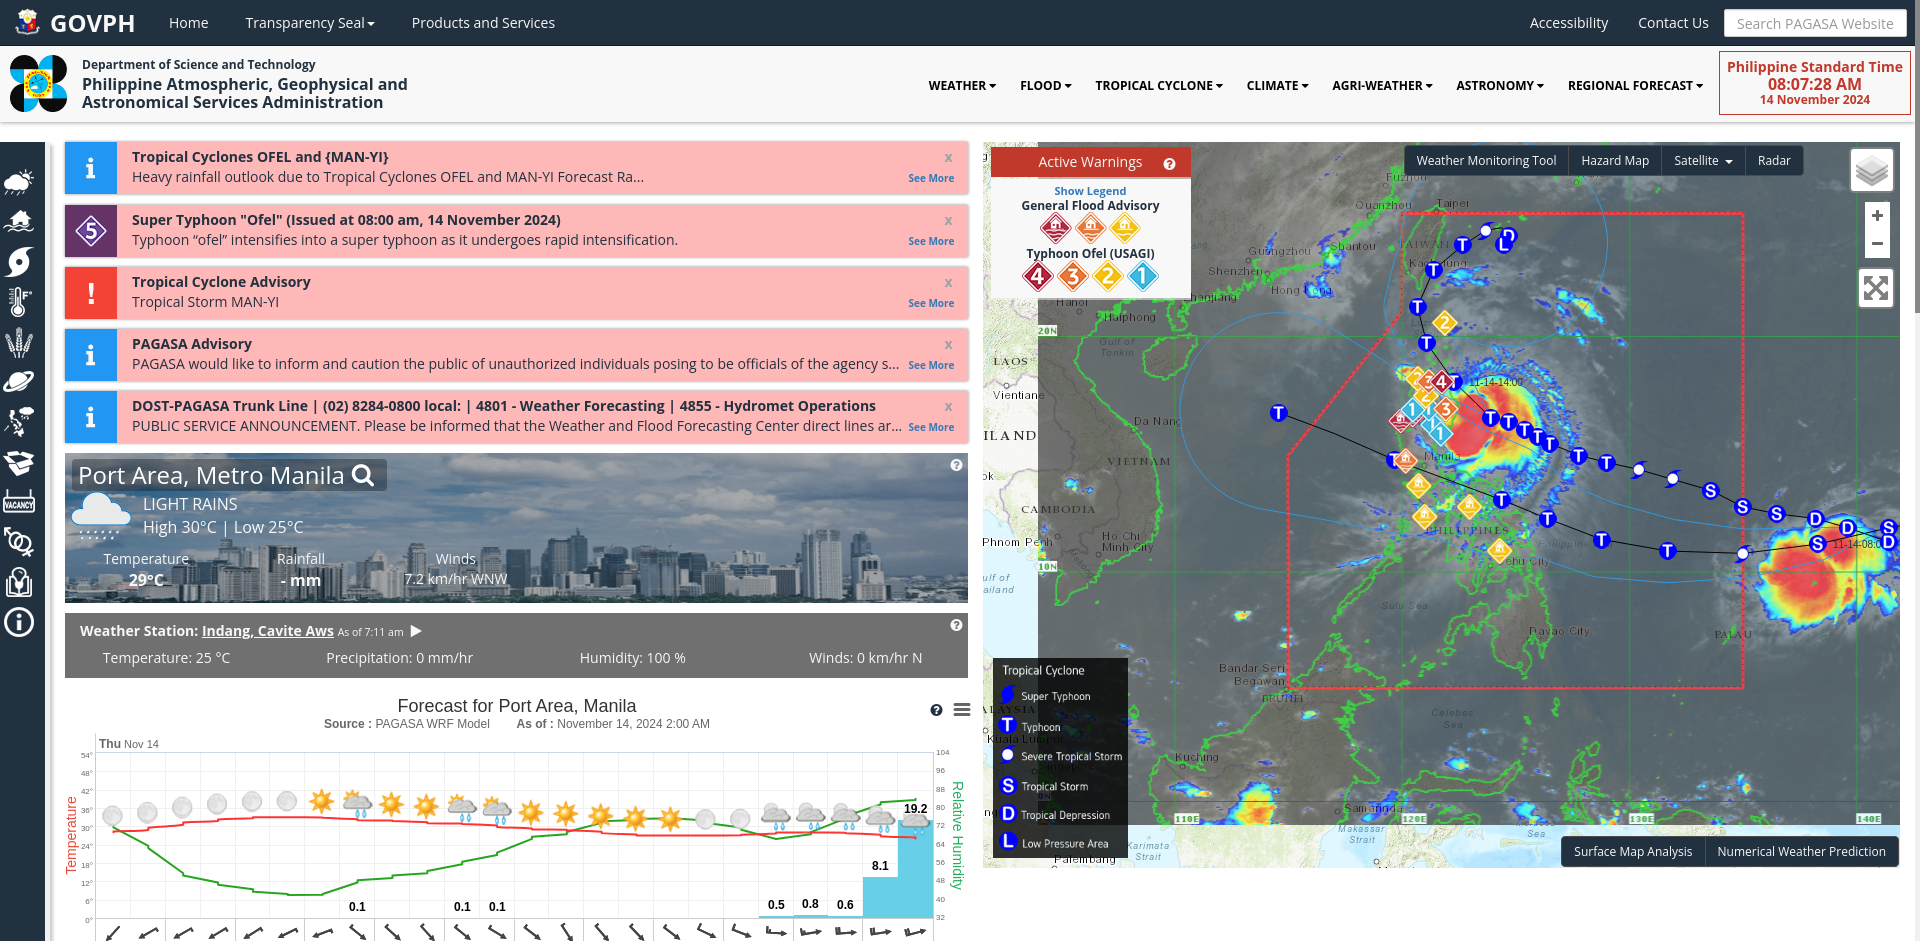 GOVPH
Home
Transparency Seal
Products and Services
Accessibility
Contact Us
Search PAGASA Website
Department of Science and Technology
Philippine Atmospheric, Geophysical and
Astronomical Services Administration
WEATHER
FLOOD
TROPICAL CYCLONE
CLIMATE
AGRI-WEATHER
ASTRONOMY
REGIONAL FORECAST
Philippine Standard Time
08:07:28 AM
14 November 2024
Tropical Cyclones OFEL and {MAN-YI}
x
Heavy rainfall outlook due to Tropical Cyclones OFEL and MAN-YI Forecast Ra...
See More
5
Super Typhoon "Ofel" (Issued at 08:00 am, 14 November 2024)
x
Typhoon “ofel” intensifies into a super typhoon as it undergoes rapid intensification.
See More
Tropical Cyclone Advisory
x
Tropical Storm MAN-YI
See More
PAGASA Advisory
x
PAGASA would like to inform and caution the public of unauthorized individuals posing to be officials of the agency s...
See More
DOST-PAGASA Trunk Line | (02) 8284-0800 local: | 4801 - Weather Forecasting | 4855 - Hydromet Operations
x
PUBLIC SERVICE ANNOUNCEMENT. Please be informed that the Weather and Flood Forecasting Center direct lines ar...
See More
VACANCY
Port Area, Metro Manila
LIGHT RAINS
High 30°C | Low 25°C
Temperature
29°C
Rainfall
- mm
Winds
7.2 km/hr WNW
Weather Station: Indang, Cavite Aws As of 7:11 am
Temperature: 25 °C
Precipitation: 0 mm/hr
Humidity: 100 %
Winds: 0 km/hr N
Forecast for Port Area, Manila
Source : PAGASA WRF Model
As of : November 14, 2024 2:00 AM
Thu Nov 14
Temperature
54°
48°
42°
36°
30°
24°
18°
12°
6°
0°
0.1
0.1
0.1
0.5
0.8
0.6
8.1
19.2
104
96
88
80
72
64
56
48
40
32
Relative Humidity
Active Warnings
Show Legend
General Flood Advisory
Typhoon Ofel (USAGI)
4
3
2
1
Weather Monitoring Tool
Hazard Map
Satellite
Radar
+
−
Fuzhou
Quanzhou
Taipei
TAIWAN
Guangzhou
Shantou
Shenzhen
Hong Kong
Kaohsiung
Zhanjiang
Hanoi
Haiphong
Gulf of
Tonkin
20N
LAOS
Vientiane
Da Nang
ILAND
VIETNAM
CAMBODIA
Phnom Penh
Ho Chi
Minh City
10N
ulf of
ailand
11-14-14:00
Manila
PHILIPPINES
Cebu City
11-14-08:0
Sulu Sea
Davao City
PALAU
Bandar Seri
Begawan
BRUNEI
Celebes
Sea
Kuching
Kuala Lumpur
ALAYSIA
Samarinda
110E
120E
130E
140E
Makassar
Strait
Karimata
Strait
Palembang
Tropical Cyclone
Super Typhoon
T Typhoon
Severe Tropical Storm
S Tropical Storm
D Tropical Depression
L Low Pressure Area
Surface Map Analysis
Numerical Weather Prediction